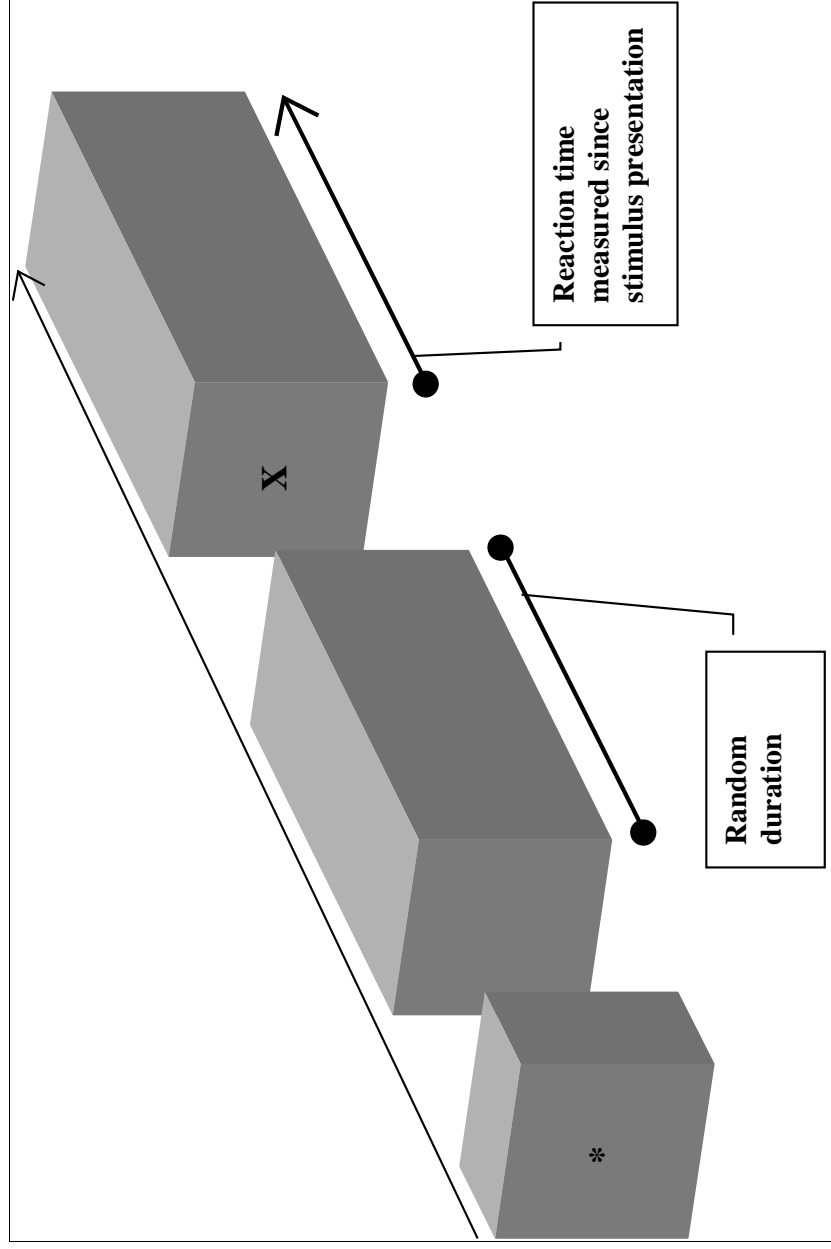 *
X
Random
duration
Reaction time
measured since
stimulus presentation